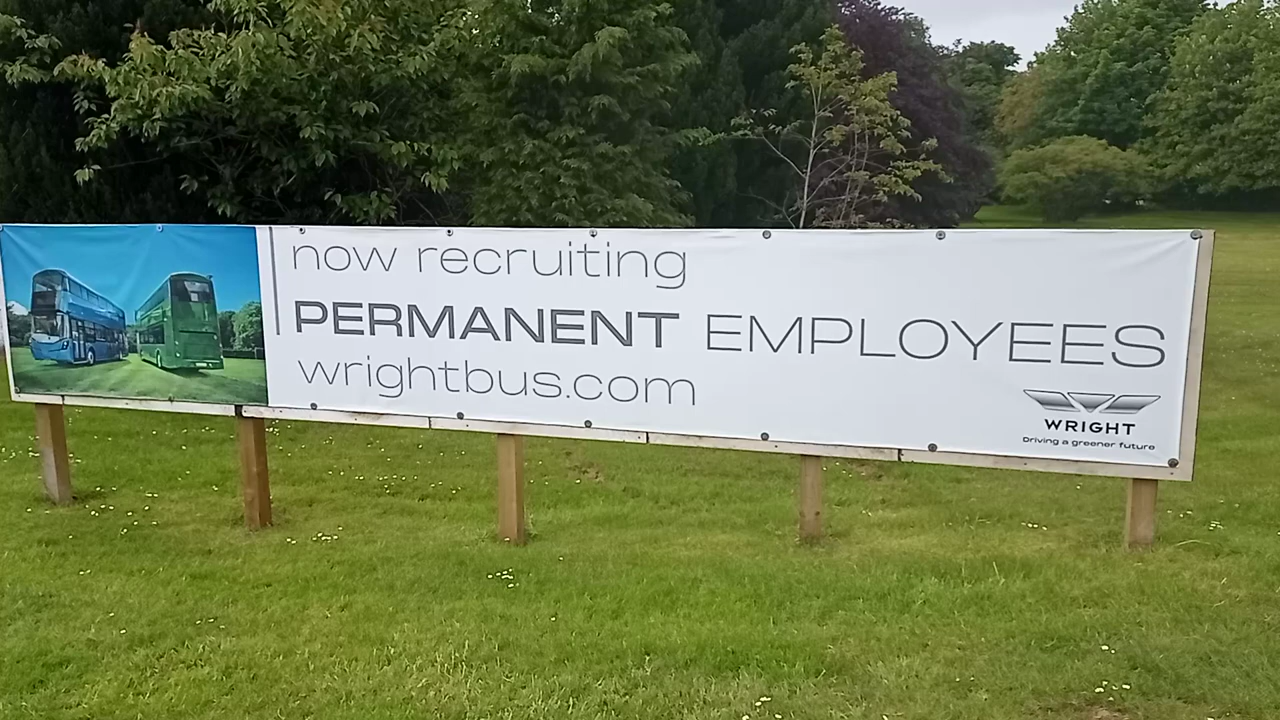 now recruiting
PERMANENT EMPLOYEES
wrightbus.com
WRIGHT
Driving a greener future